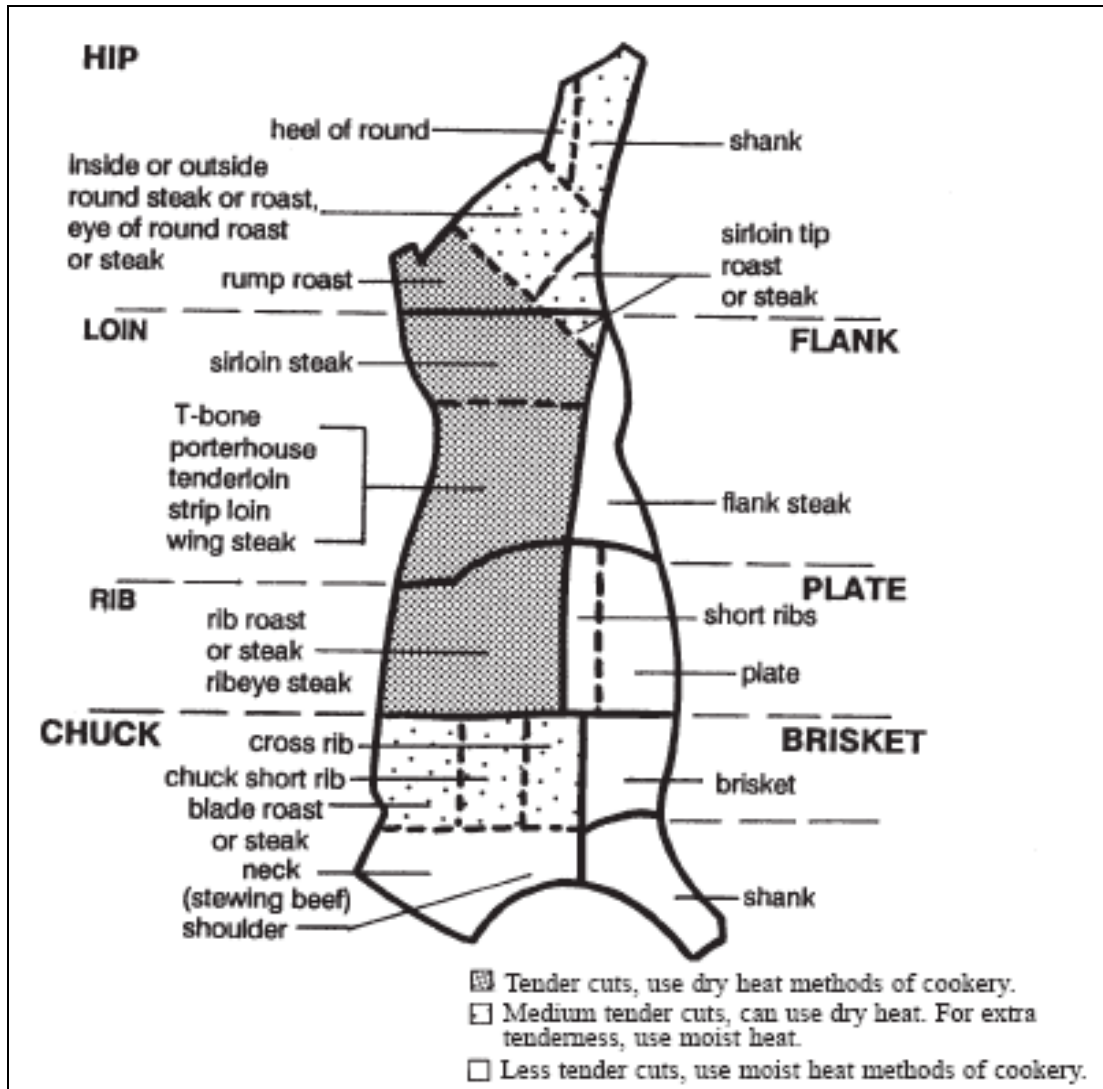 HIP
heel of round
shank
inside or outside
round steak or roast,
eye of round roast
or steak
sirloin tip
roast
or steak
rump roast
LOIN
FLANK
sirloin steak
T-bone
porterhouse
tenderloin
strip loin
wing steak
flank steak
RIB
PLATE
rib roast
or steak
ribeye steak
short ribs
plate
CHUCK
BRISKET
cross rib
chuck short rib
blade roast
or steak
brisket
neck
(stewing beef)
shoulder
shank
Tender cuts, use dry heat methods of cookery.
Medium tender cuts, can use dry heat. For extra
tenderness, use moist heat.
Less tender cuts, use moist heat methods of cookery.